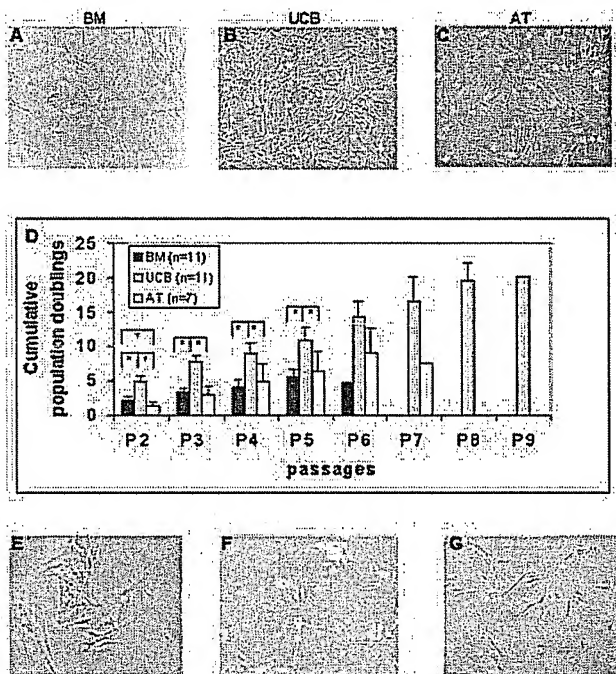 BM UCB AT
A B C
D
25
20
15
10
5
0
Cumulative
population doublings
BM (n=11)
UCB (n=11)
AT (n=7)
* * * * * * * *
P2 P3 P4 P5 P6 P7 P8 P9
passages
E F G